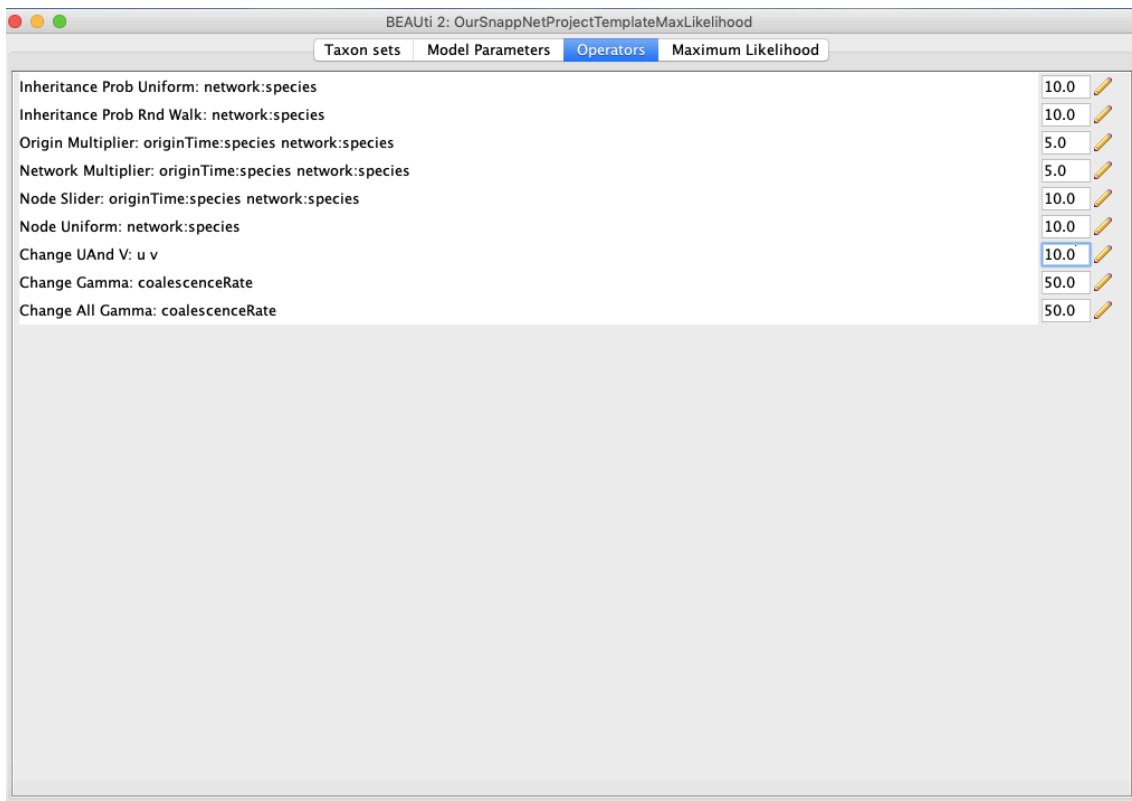 BEAUti 2: OurSnappNetProjectTemplateMaxLikelihood
Taxon sets Model Parameters Operators Maximum Likelihood
Inheritance Prob Uniform: network:species 10.0
Inheritance Prob Rnd Walk: network:species 10.0
Origin Multiplier: originTime:species network:species 5.0
Network Multiplier: originTime:species network:species 5.0
Node Slider: originTime:species network:species 10.0
Node Uniform: network:species 10.0
Change UAnd V: u v 10.0
Change Gamma: coalescenceRate 50.0
Change All Gamma: coalescenceRate 50.0